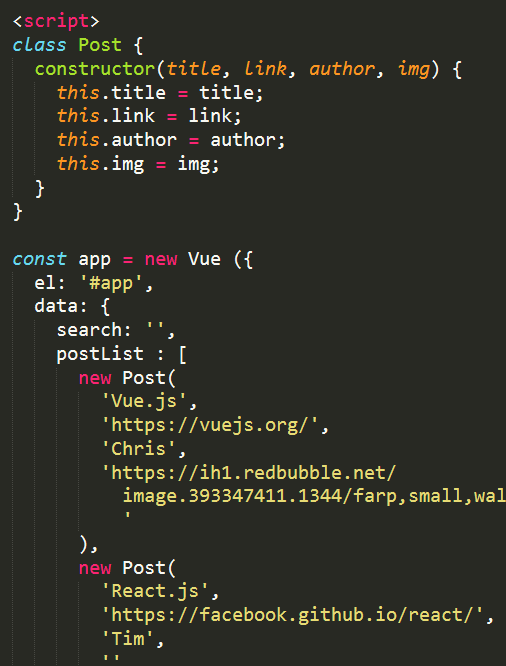 <script>
class Post {
  constructor(title, link, author, img) {
    this.title = title;
    this.link = link;
    this.author = author;
    this.img = img;
  }
}

const app = new Vue ({
  el: '#app',
  data: {
    search: '',
    postList : [
      new Post(
        'Vue.js',
        'https://vuejs.org/',
        'Chris',
        'https://ih1.redbubble.net/
          image.393347411.1344/farp,small,wal
          '
      ),
      new Post(
        'React.js',
        'https://facebook.github.io/react/',
        'Tim',
        ''